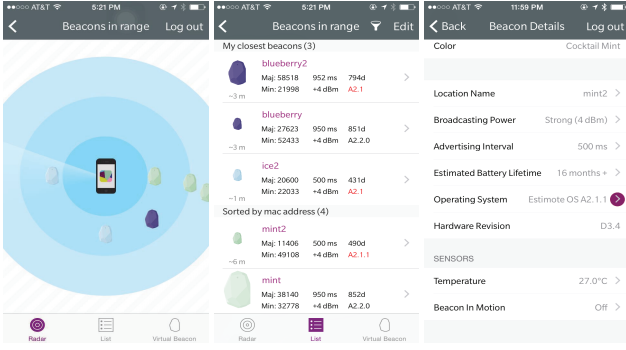 AT&T 5:21 PM
Beacons in range Log out
Radar List Virtual Beacon
AT&T 5:21 PM
Beacons in range Edit
My closest beacons (3)
blueberry2
Maj: 58518 952 ms 794d
Min: 21998 +4 dBm A2.1
~3 m
blueberry
Maj: 27623 950 ms 851d
Min: 52433 +4 dBm A2.2.0
~3 m
ice2
Maj: 20600 500 ms 431d
Min: 22033 +4 dBm A2.1
~1 m
Sorted by mac address (4)
mint2
Maj: 11406 500 ms 490d
Min: 49108 +4 dBm A2.1.1
~6 m
mint
Maj: 38140 950 ms 852d
Min: 32778 +4 dBm A2.2.0
Radar List Virtual Beacon
AT&T 11:59 PM
Back Beacon Details Log out
Color Cocktail Mint
Location Name mint2
Broadcasting Power Strong (4 dBm)
Advertising Interval 500 ms
Estimated Battery Lifetime 16 months +
Operating System Estimote OS A2.1.1
Hardware Revision D3.4
SENSORS
Temperature 27.0°C
Beacon In Motion Off